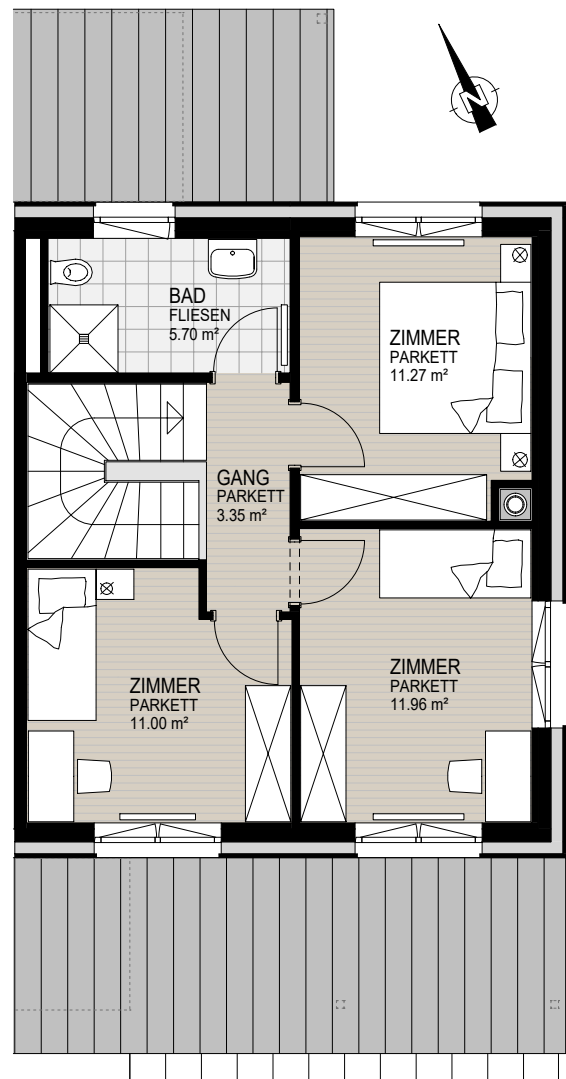 N
BAD
FLIESEN
5.70 m²
ZIMMER
PARKETT
11.27 m²
GANG
PARKETT
3.35 m²
ZIMMER
PARKETT
11.00 m²
ZIMMER
PARKETT
11.96 m²